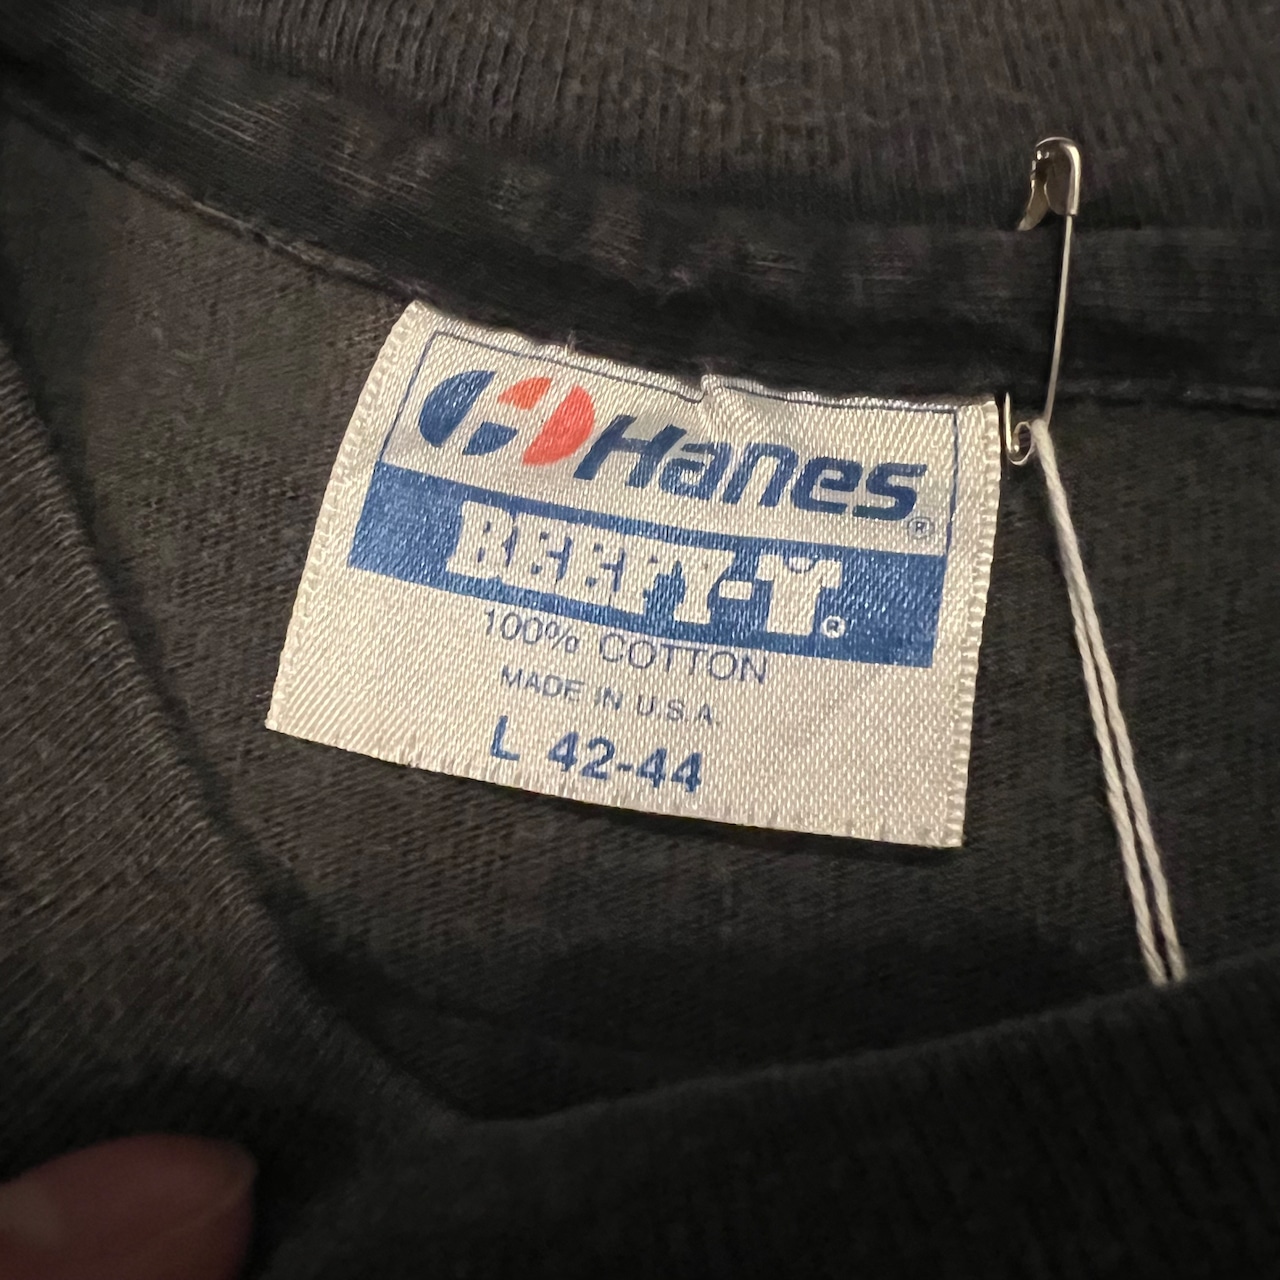 Hanes®
BEEFY-T®
100% COTTON
MADE IN U.S.A.
L 42-44